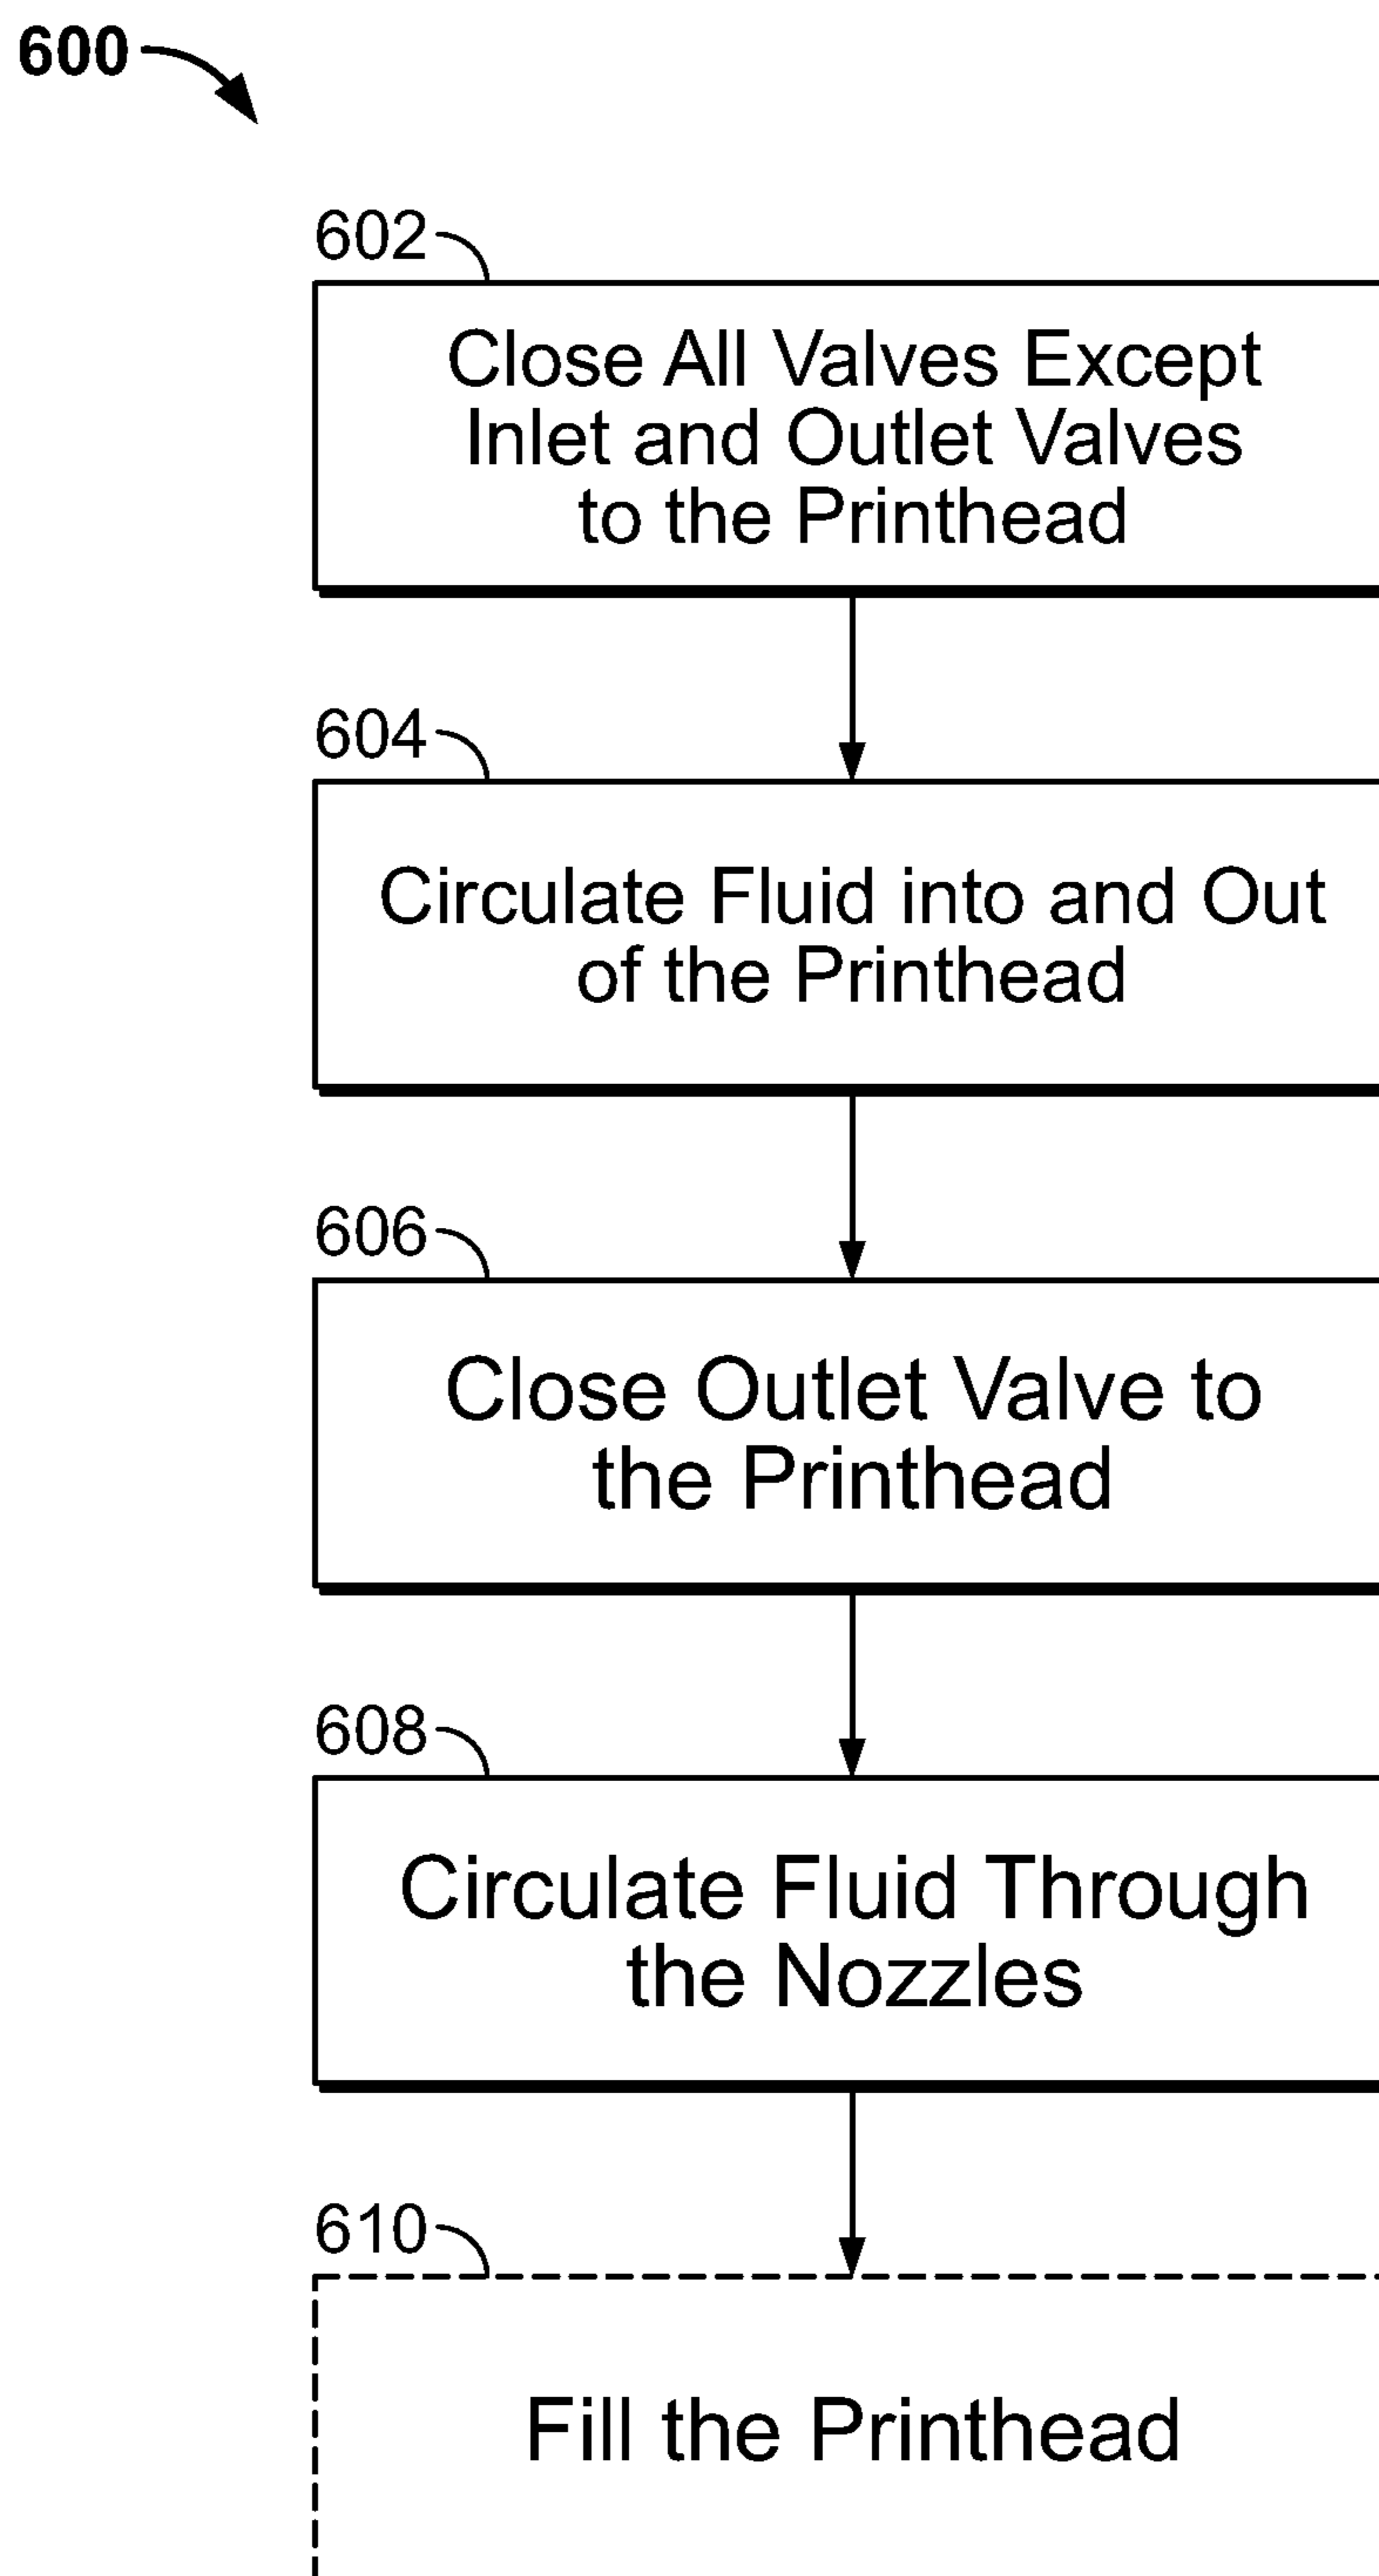 600
602
Close All Valves Except
Inlet and Outlet Valves
to the Printhead
604
Circulate Fluid into and Out
of the Printhead
606
Close Outlet Valve to
the Printhead
608
Circulate Fluid Through
the Nozzles
610
Fill the Printhead